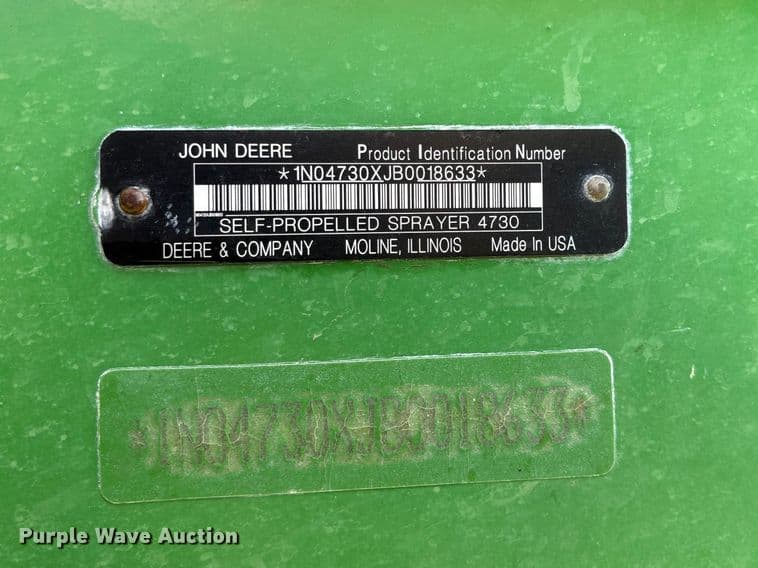 JOHN DEERE Product Identification Number
*1N04730XJB0018633*
SELF-PROPELLED SPRAYER 4730
DEERE & COMPANY MOLINE, ILLINOIS Made In USA
*1N04730XJB0018633*
Purple Wave Auction